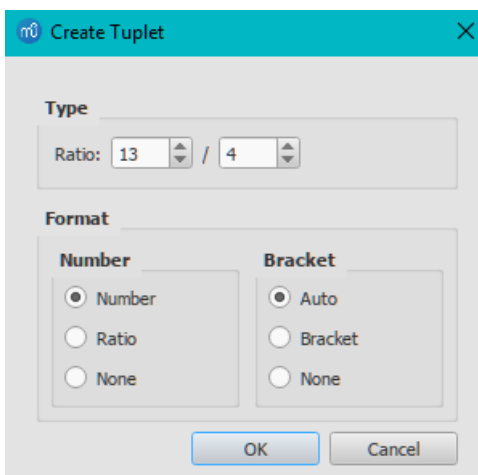 Create Tuplet
Type
Ratio: 13 / 4
Format
Number Bracket
Number Auto
Ratio Bracket
None None
OK Cancel